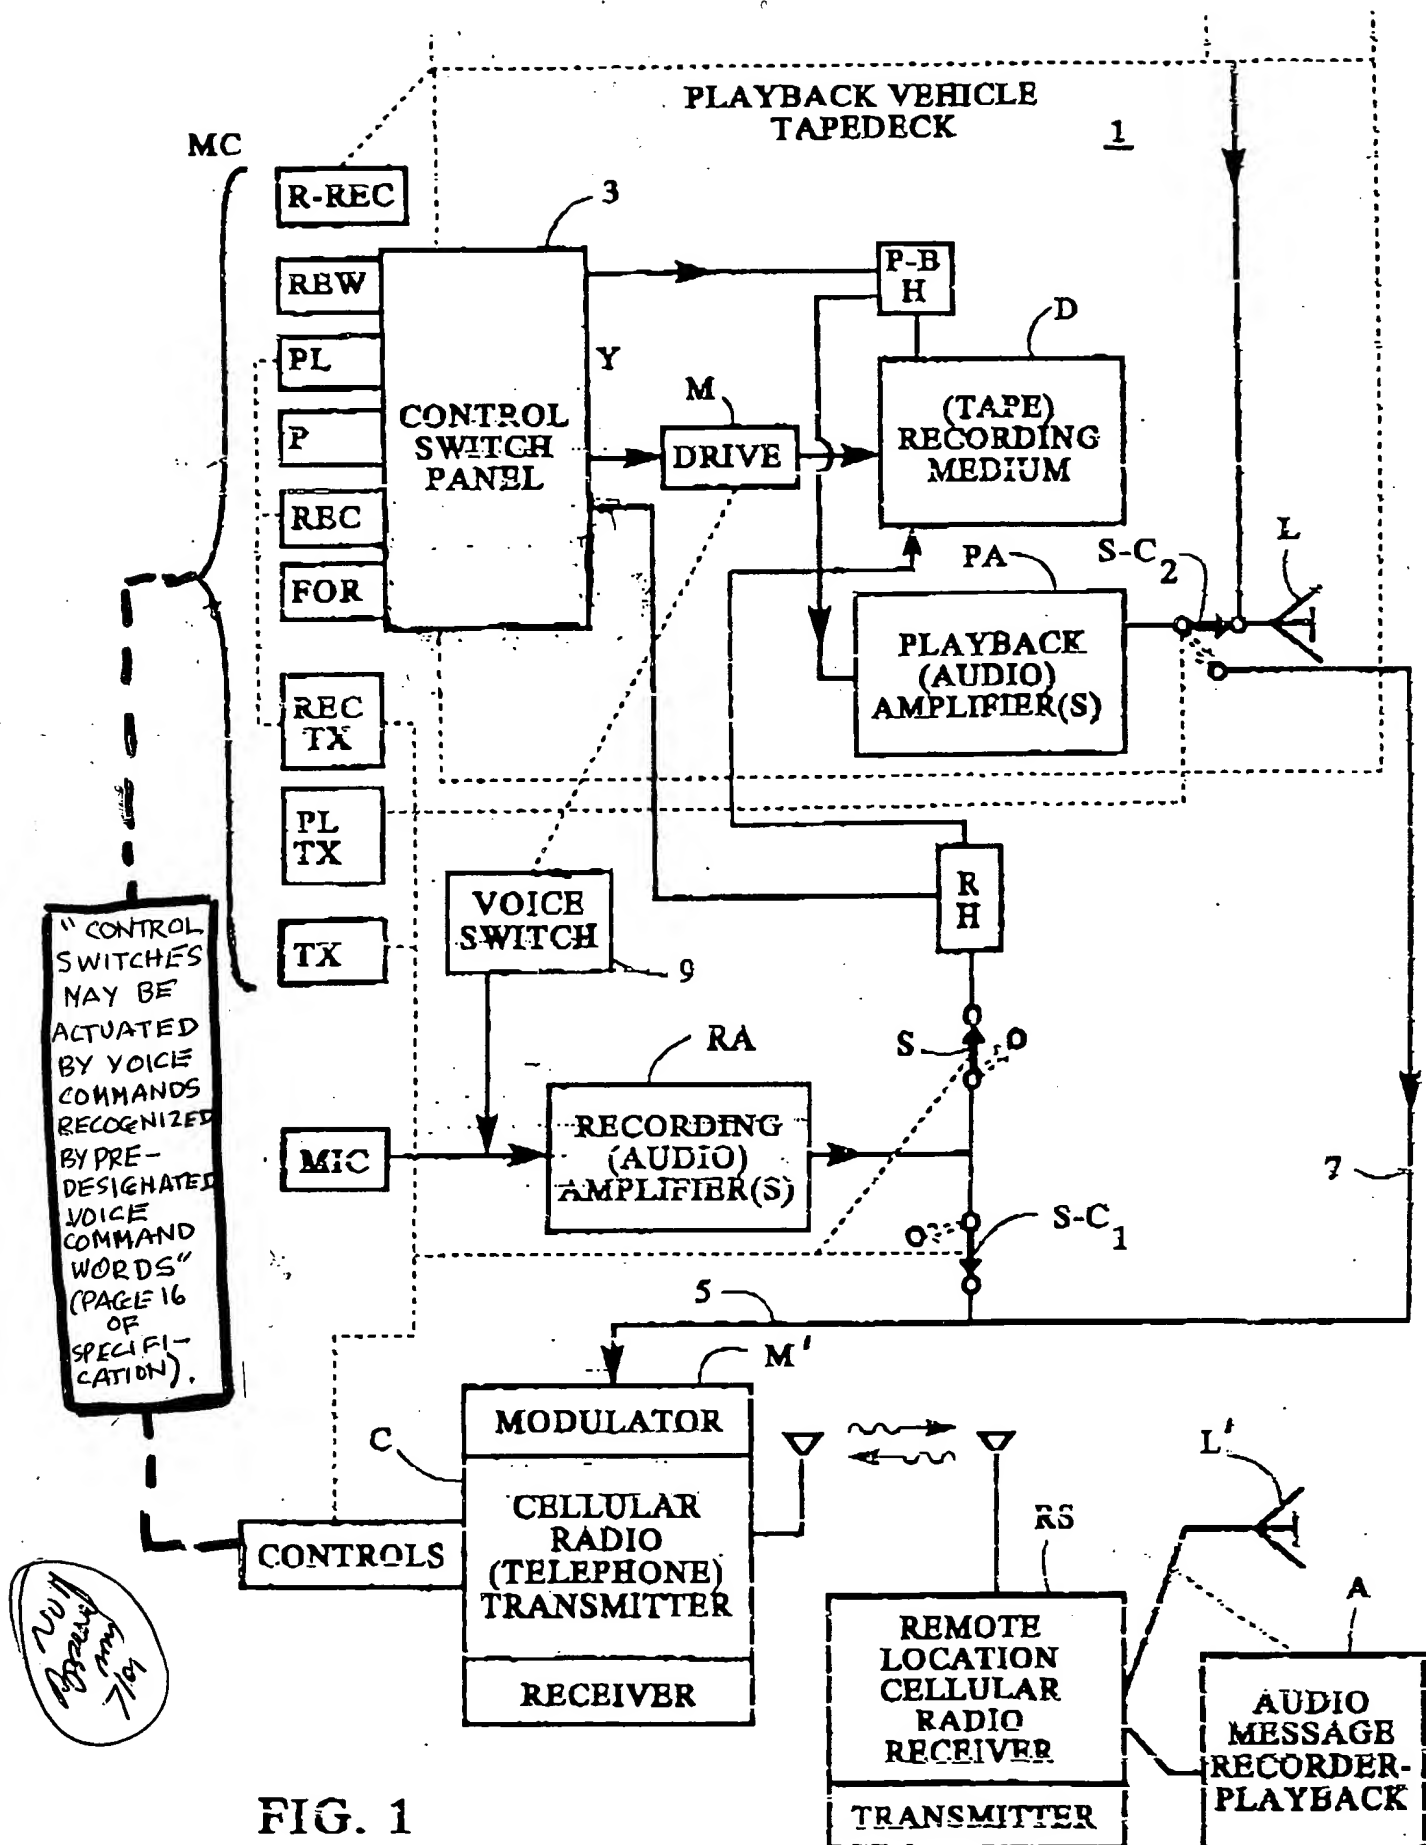 PLAYBACK VEHICLE
TAPEDECK
1
MC
R-REC
3
REW
PL
P
REC
FOR
CONTROL
SWITCH
PANEL
Y
P-B
H
D
M
DRIVE
(TAPE)
RECORDING
MEDIUM
PA
S-C2
L
PLAYBACK
(AUDIO)
AMPLIFIER(S)
REC
TX
PL
TX
TX
VOICE
SWITCH
9
R
H
"CONTROL
SWITCHES
MAY BE
ACTUATED
BY VOICE
COMMANDS
RECOGNIZED
BY PRE-
DESIGNATED
VOICE
COMMAND
WORDS"
(PAGE 16
OF
SPECIFI-
CATION).
RA
S
MIC
RECORDING
(AUDIO)
AMPLIFIER(S)
7
S-C1
5
M'
MODULATOR
C
CELLULAR
RADIO
(TELEPHONE)
TRANSMITTER
CONTROLS
RECEIVER
L'
RS
A
REMOTE
LOCATION
CELLULAR
RADIO
RECEIVER
TRANSMITTER
AUDIO
MESSAGE
RECORDER-
PLAYBACK
7/01
FIG. 1